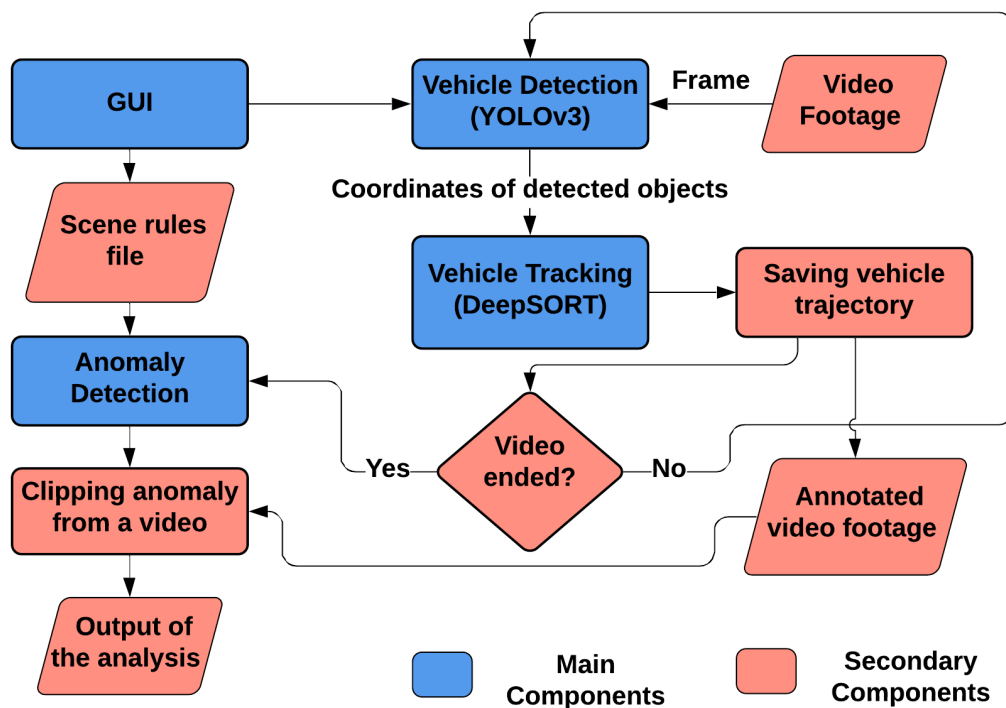 GUI
Vehicle Detection
(YOLOv3)
Frame
Video
Footage
Coordinates of detected objects
Scene rules
file
Vehicle Tracking
(DeepSORT)
Saving vehicle
trajectory
Anomaly
Detection
Yes
Video
ended?
No
Clipping anomaly
from a video
Annotated
video footage
Output of
the analysis
Main
Components
Secondary
Components